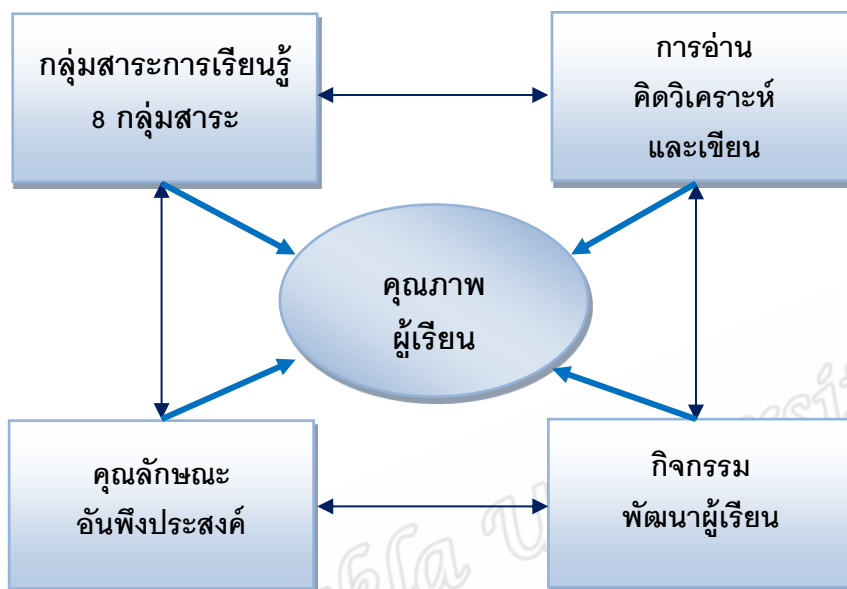 กลุ่มสาระการเรียนรู้
8 กลุ่มสาระ
การอ่าน
คิดวิเคราะห์
และเขียน
คุณภาพ
ผู้เรียน
คุณลักษณะ
อันพึงประสงค์
กิจกรรม
พัฒนาผู้เรียน